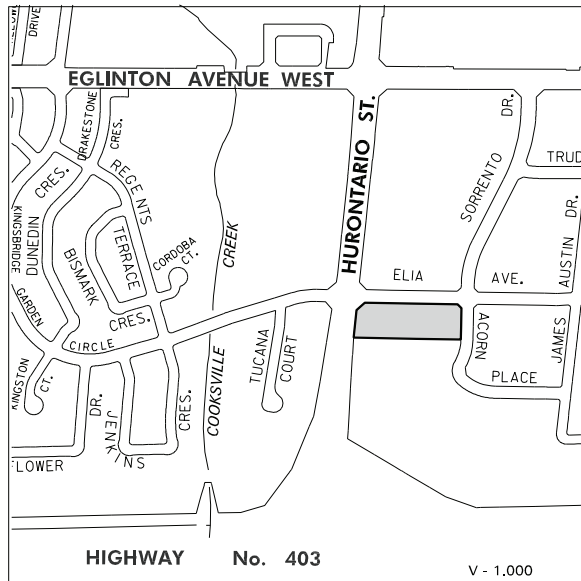 DRIVE
EGLINTON AVENUE WEST
DRAKESTONE
CRES.
REGENTS
CRES.
KINGSBRIDGE
GARDEN
CIRCLE
DUNEDIN
BISMARK
CRES.
TERRACE
CORDOBA
CT.
CREEK
COOKSVILLE
HURONTARIO ST.
SORRENTO
DR.
TRUD
ELIA AVE.
AUSTIN DR.
JAMES
ACORN
PLACE
TUCANA
COURT
KINGSTON
CT.
DR.
JENKINS
CRES.
FLOWER
HIGHWAY No. 403
V - 1.000